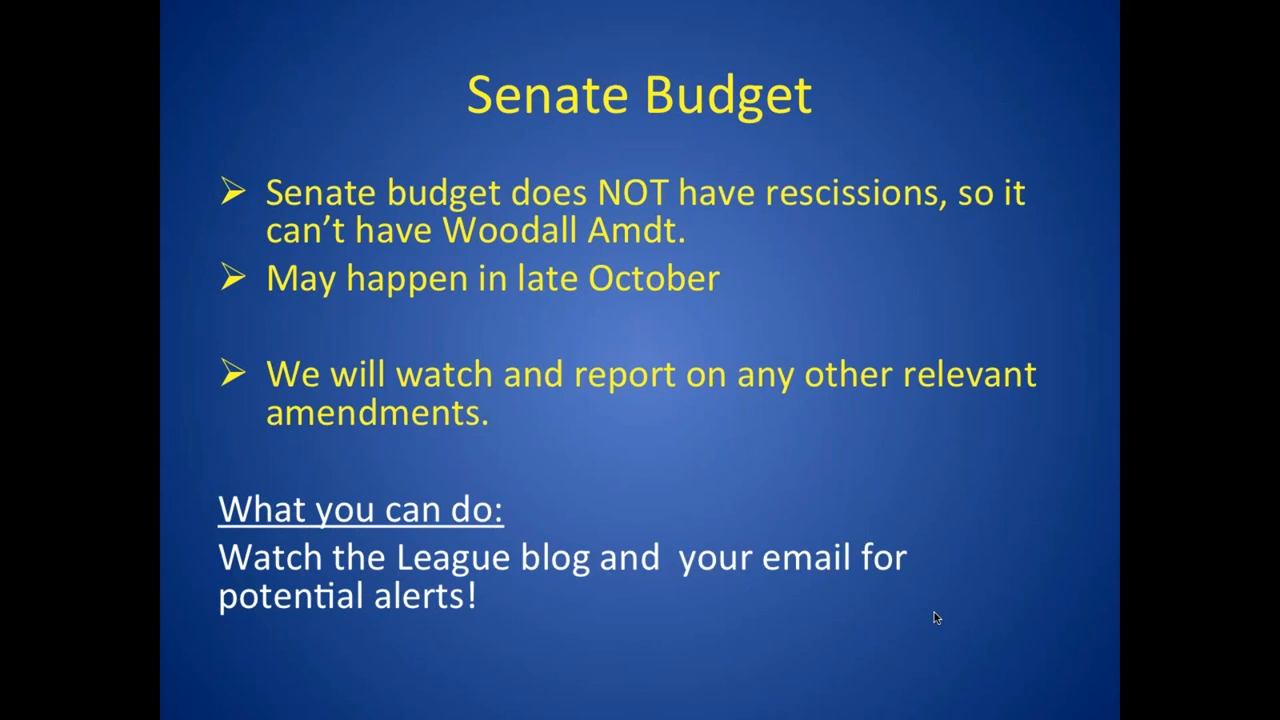 Senate Budget
➢ Senate budget does NOT have rescissions, so it
can’t have Woodall Amdt.
➢ May happen in late October
➢ We will watch and report on any other relevant
amendments.
What you can do:
Watch the League blog and  your email for
potential alerts!